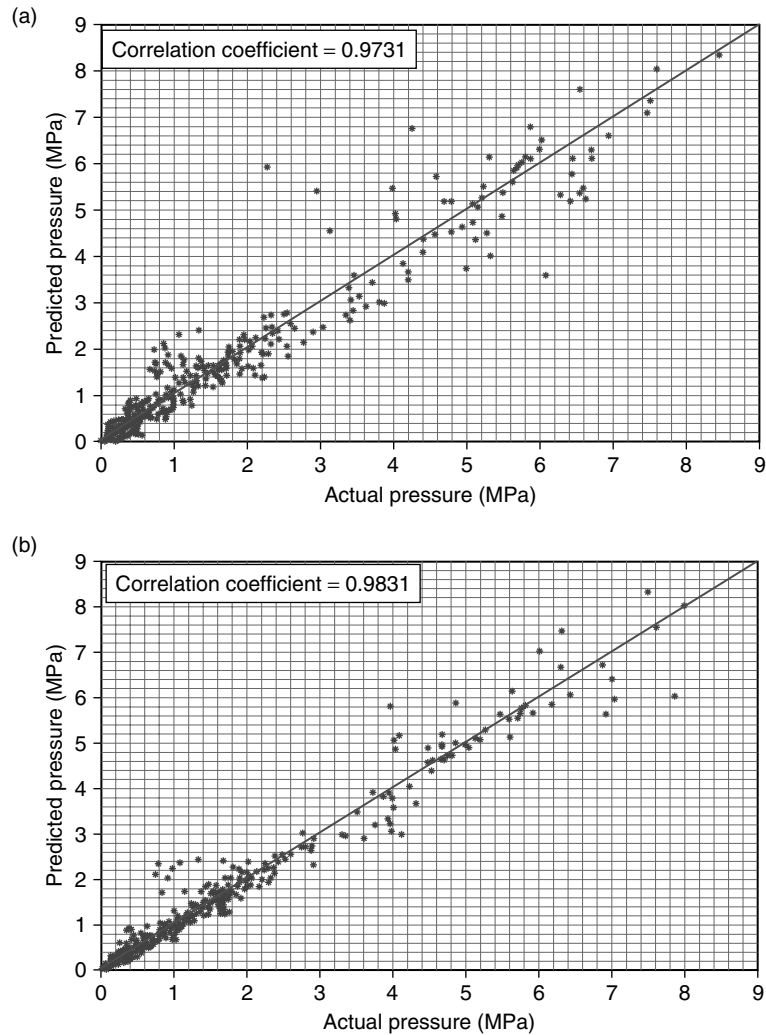 (a)
9
Correlation coefficient = 0.9731
8
7
6
5
4
3
2
1
0
Predicted pressure (MPa)
0 1 2 3 4 5 6 7 8 9
Actual pressure (MPa)
(b)
9
Correlation coefficient = 0.9831
8
7
6
5
4
3
2
1
0
Predicted pressure (MPa)
0 1 2 3 4 5 6 7 8 9
Actual pressure (MPa)